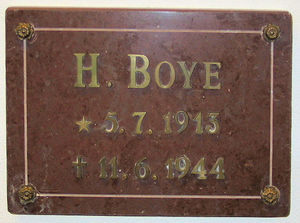 H. BOYE
★ 5. 7. 1913
✝ 11. 6. 1944